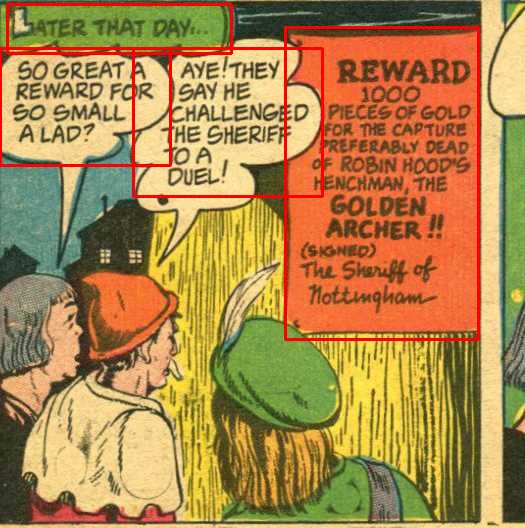 LATER THAT DAY...
SO GREAT A
REWARD FOR
SO SMALL
A LAD?
AYE! THEY
SAY HE
CHALLENGED
THE SHERIFF
TO A
DUEL!
REWARD
1000
PIECES OF GOLD
FOR THE CAPTURE
PREFERABLY DEAD
OF ROBIN HOOD'S
HENCHMAN, THE
GOLDEN
ARCHER!!
(SIGNED)
The Sheriff of
Nottingham